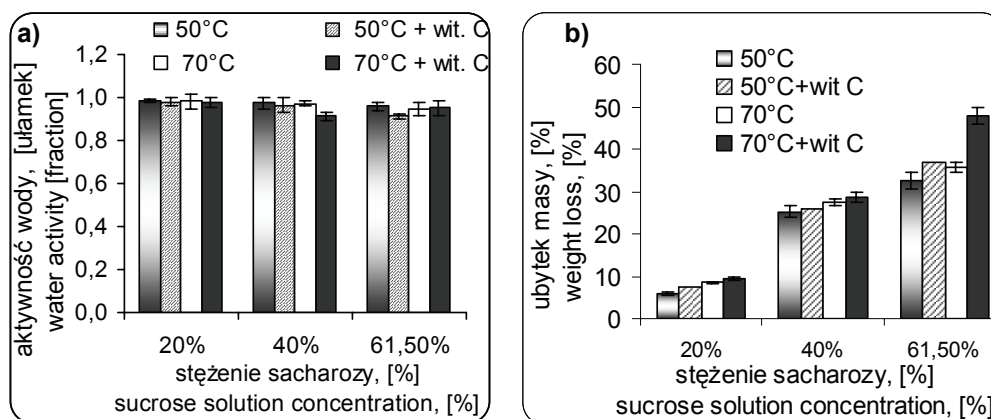 a)
50°C
50°C + wit. C
70°C
70°C + wit. C
aktywność wody, [ułamek]
water activity [fraction]
1,2
1,0
0,8
0,6
0,4
0,2
0,0
20%
40%
61,50%
stężenie sacharozy, [%]
sucrose solution concentration, [%]
b)
50°C
50°C+wit C
70°C
70°C+wit C
ubytek masy, [%]
weight loss, [%]
60
50
40
30
20
10
0
20%
40%
61,50%
stężenie sacharozy, [%]
sucrose solution concentration, [%]